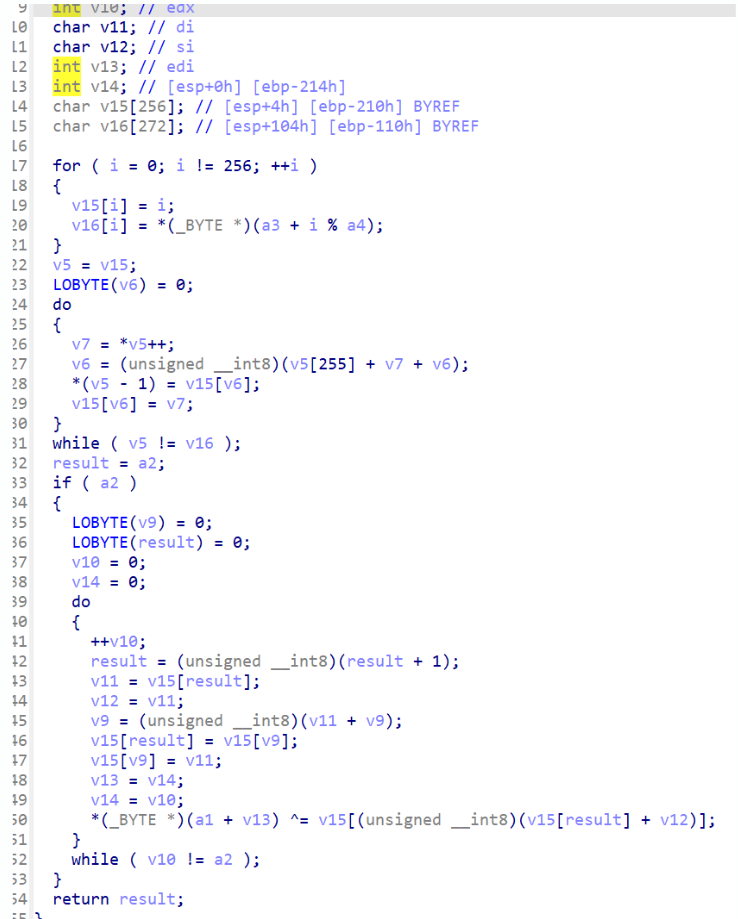 9 int v10; // edx
10 char v11; // di
11 char v12; // si
12 int v13; // edi
13 int v14; // [esp+0h] [ebp-214h]
14 char v15[256]; // [esp+4h] [ebp-210h] BYREF
15 char v16[272]; // [esp+104h] [ebp-110h] BYREF
16
17 for ( i = 0; i != 256; ++i )
18 {
19 v15[i] = i;
20 v16[i] = *(_BYTE *)(a3 + i % a4);
21 }
22 v5 = v15;
23 LOBYTE(v6) = 0;
24 do
25 {
26 v7 = *v5++;
27 v6 = (unsigned __int8)(v5[255] + v7 + v6);
28 *(v5 - 1) = v15[v6];
29 v15[v6] = v7;
30 }
31 while ( v5 != v16 );
32 result = a2;
33 if ( a2 )
34 {
35 LOBYTE(v9) = 0;
36 LOBYTE(result) = 0;
37 v10 = 0;
38 v14 = 0;
39 do
40 {
41 ++v10;
42 result = (unsigned __int8)(result + 1);
43 v11 = v15[result];
44 v12 = v11;
45 v9 = (unsigned __int8)(v11 + v9);
46 v15[result] = v15[v9];
47 v15[v9] = v11;
48 v13 = v14;
49 v14 = v10;
50 *(_BYTE *)(a1 + v13) ^= v15[(unsigned __int8)(v15[result] + v12)];
51 }
52 while ( v10 != a2 );
53 }
54 return result;
55 }